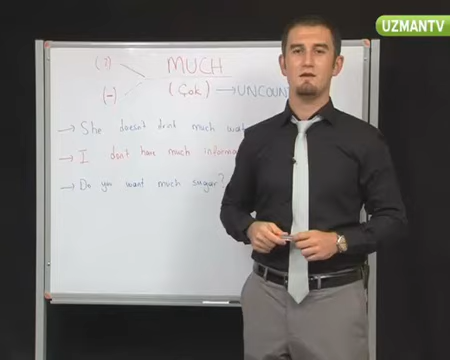 UZMANTV
(?) MUCH
(-) (Çok) → UNCOUN
→ She doesn't drink much wat
→ I don't have much informa
→ Do you want much sugar?